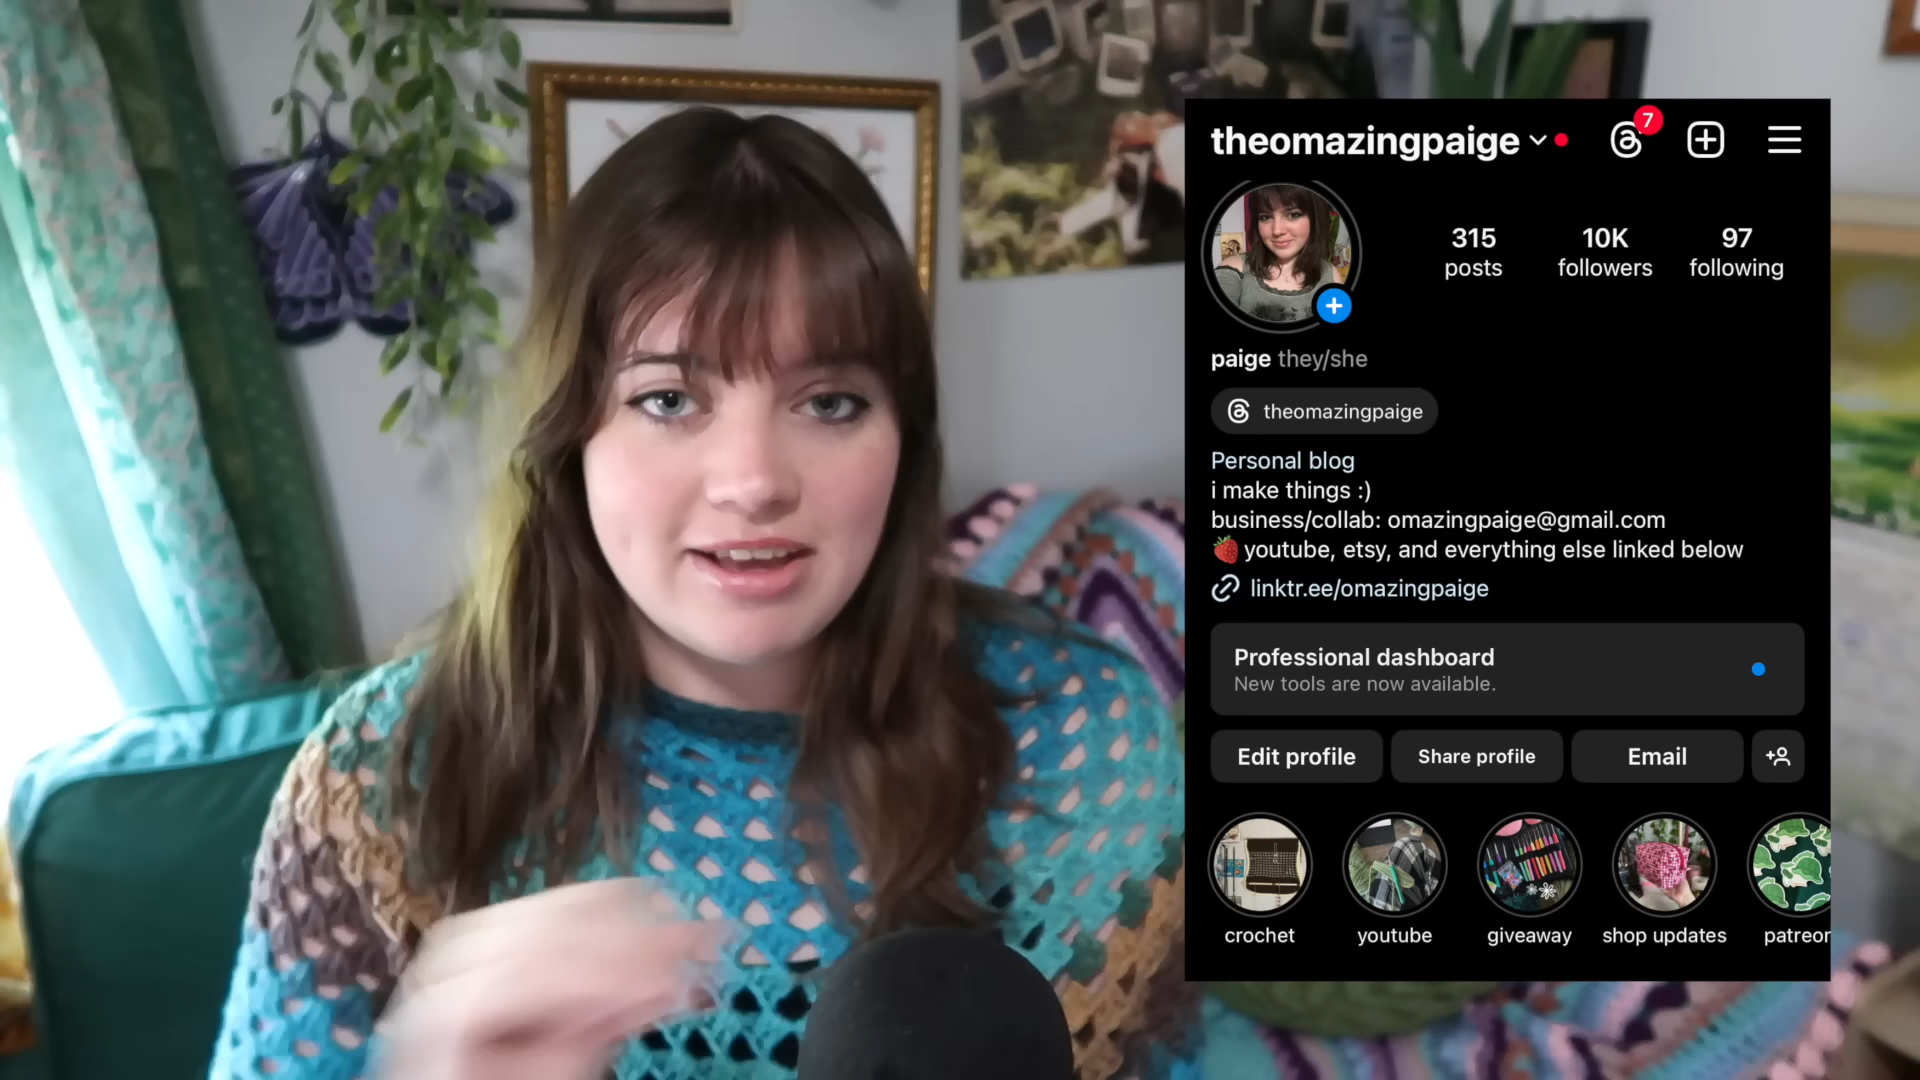 theomazingpaige
7
315 10K 97
posts followers following
paige they/she
theomazingpaige
Personal blog
i make things :)
business/collab: omazingpaige@gmail.com
🍓 youtube, etsy, and everything else linked below
linktr.ee/omazingpaige
Professional dashboard
New tools are now available.
Edit profile Share profile Email
crochet youtube giveaway shop updates patreon